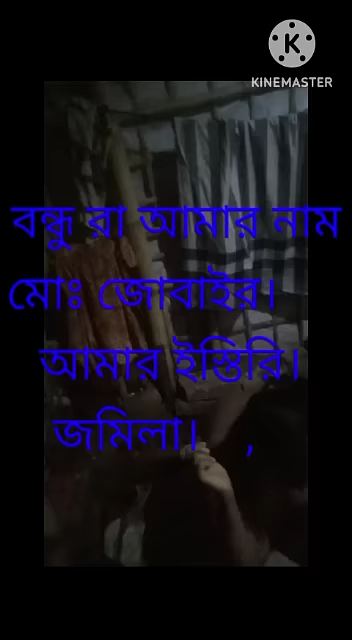 KINEMASTER
বন্ধু রা আমার নাম
মোঃ জোবাইর।
আমার ইস্তিরি।
জমিলা। ,